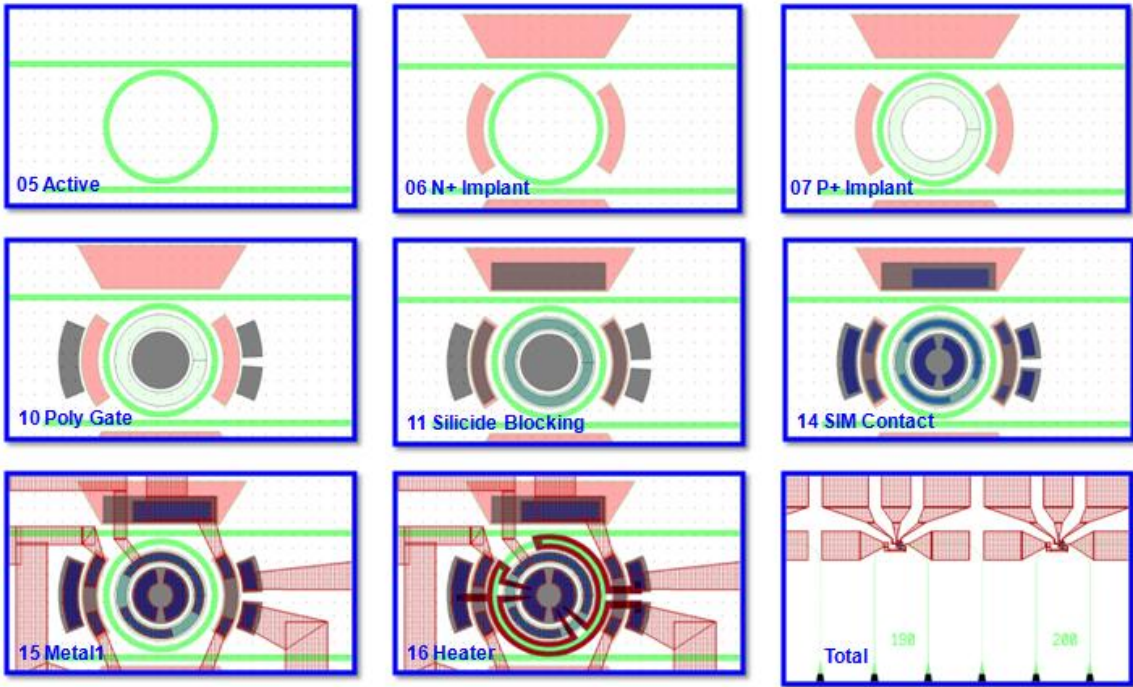 05 Active
06 N+ Implant
07 P+ Implant
10 Poly Gate
11 Silicide Blocking
14 SIM Contact
15 Metal1
16 Heater
190
200
Total